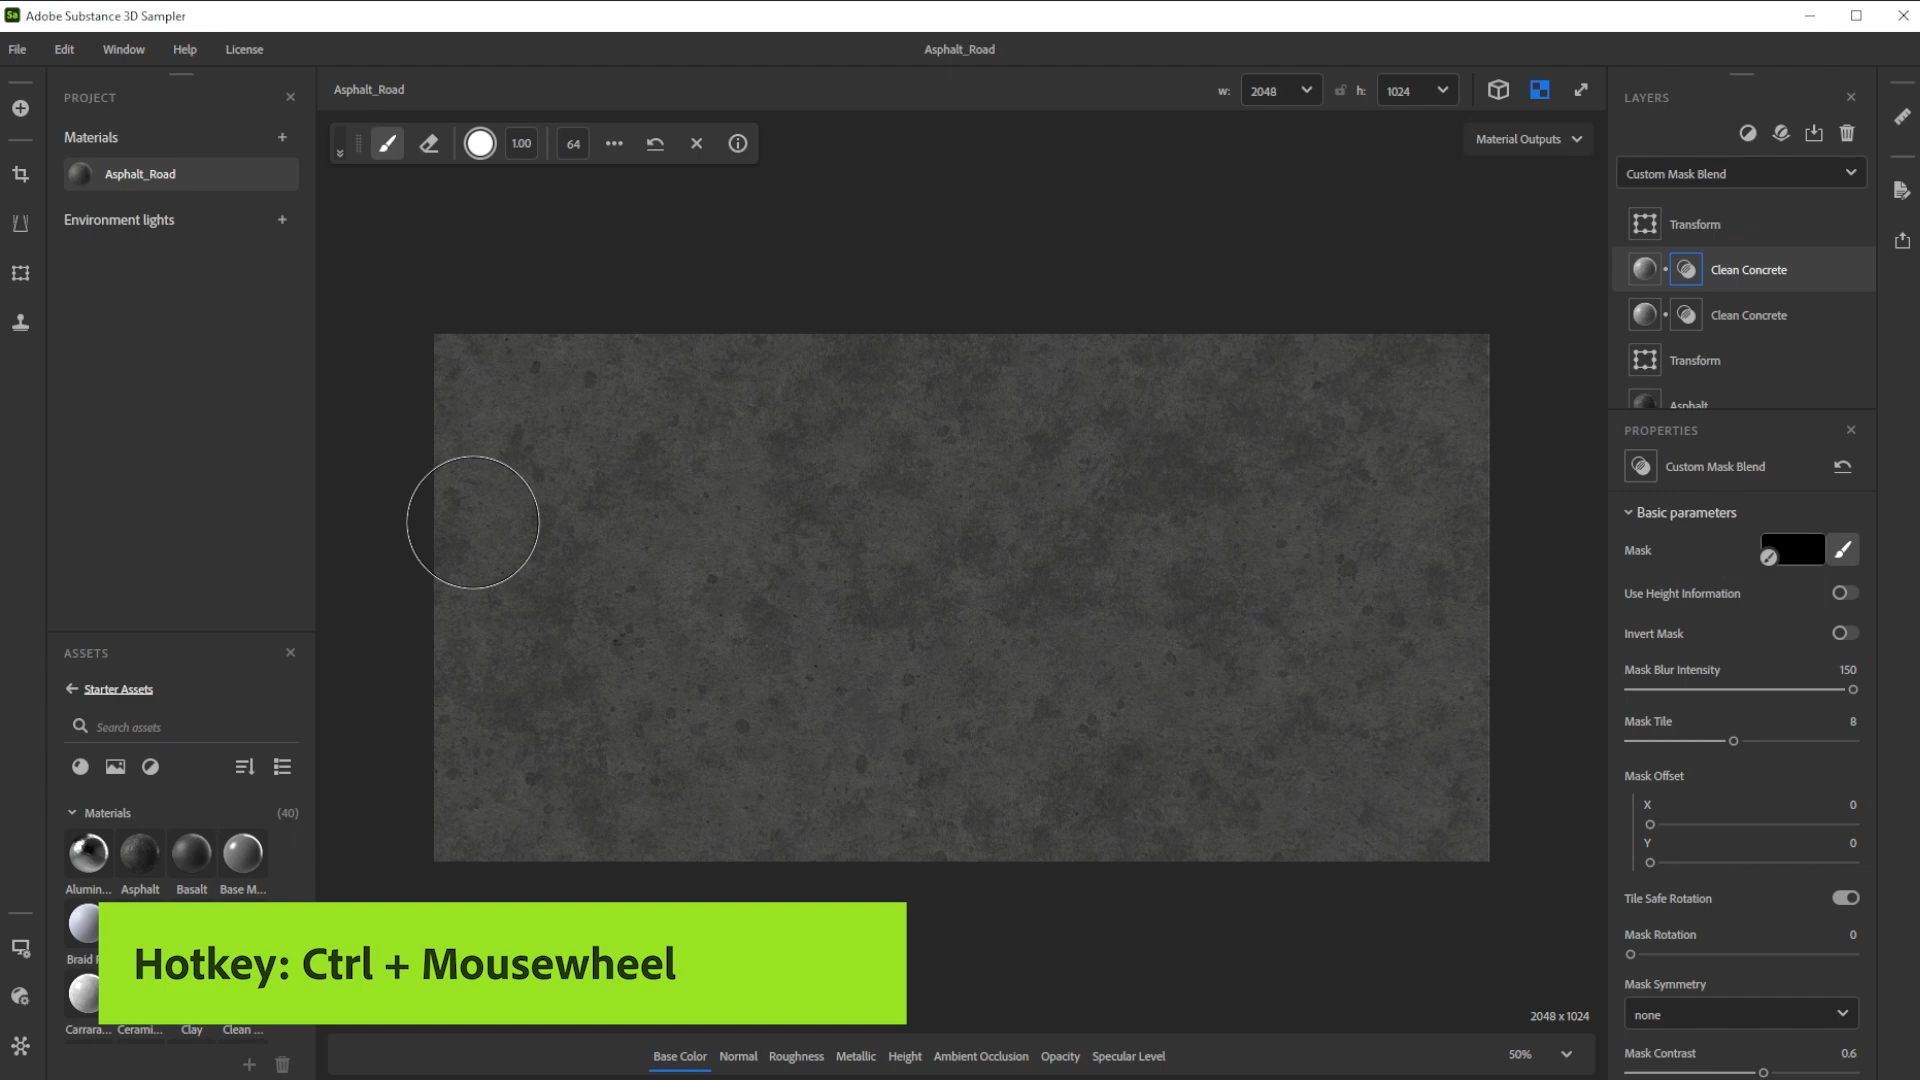 Adobe Substance 3D Sampler
File Edit Window Help License
Asphalt_Road
PROJECT
Materials
Asphalt_Road
Environment lights
Asphalt_Road
w: 2048 h: 1024
1.00 64
Material Outputs
LAYERS
Custom Mask Blend
Transform
Clean Concrete
Clean Concrete
Transform
Asphalt
PROPERTIES
Custom Mask Blend
Basic parameters
Mask
Use Height Information
Invert Mask
Mask Blur Intensity 150
Mask Tile 8
Mask Offset
X 0
Y 0
Tile Safe Rotation
Mask Rotation 0
Mask Symmetry
none
Mask Contrast 0.6
ASSETS
Starter Assets
Search assets
Materials (40)
Alumin... Asphalt Basalt Base M...
Braid
Carrara... Cerami... Clay Clean ...
Hotkey: Ctrl + Mousewheel
2048 x 1024
Base Color Normal Roughness Metallic Height Ambient Occlusion Opacity Specular Level
50%